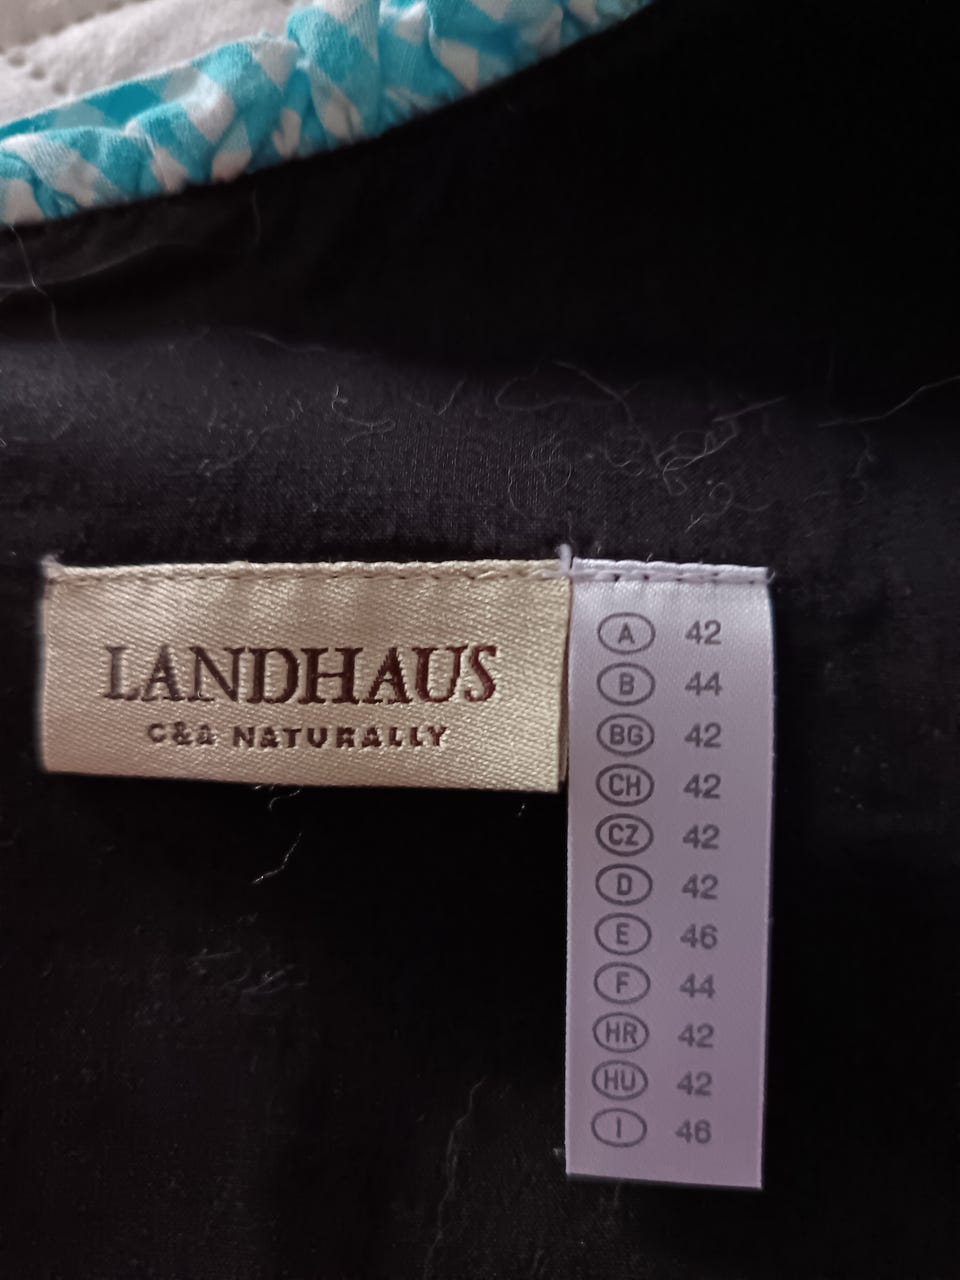 LANDHAUS
C&A NATURALLY
A 42
B 44
BG 42
CH 42
CZ 42
D 42
E 46
F 44
HR 42
HU 42
I 46